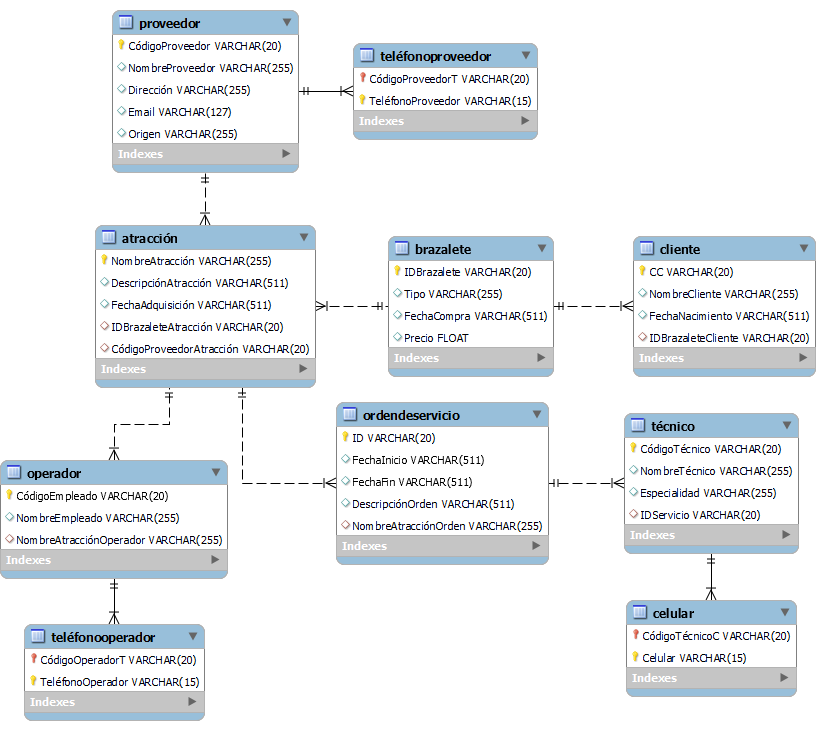 proveedor
CódigoProveedor VARCHAR(20)
NombreProveedor VARCHAR(255)
Dirección VARCHAR(255)
Email VARCHAR(127)
Origen VARCHAR(255)
Indexes
teléfonoproveedor
CódigoProveedorT VARCHAR(20)
TeléfonoProveedor VARCHAR(15)
Indexes
atracción
NombreAtracción VARCHAR(255)
DescripciónAtracción VARCHAR(511)
FechaAdquisición VARCHAR(511)
IDBrazaleteAtracción VARCHAR(20)
CódigoProveedorAtracción VARCHAR(20)
Indexes
brazalete
IDBrazalete VARCHAR(20)
Tipo VARCHAR(255)
FechaCompra VARCHAR(511)
Precio FLOAT
Indexes
cliente
CC VARCHAR(20)
NombreCliente VARCHAR(255)
FechaNacimiento VARCHAR(511)
IDBrazaleteCliente VARCHAR(20)
Indexes
ordendeservicio
ID VARCHAR(20)
FechaInicio VARCHAR(511)
FechaFin VARCHAR(511)
DescripciónOrden VARCHAR(511)
NombreAtracciónOrden VARCHAR(255)
Indexes
técnico
CódigoTécnico VARCHAR(20)
NombreTécnico VARCHAR(255)
Especialidad VARCHAR(255)
IDServicio VARCHAR(20)
Indexes
operador
CódigoEmpleado VARCHAR(20)
NombreEmpleado VARCHAR(255)
NombreAtracciónOperador VARCHAR(255)
Indexes
teléfonooperador
CódigoOperadorT VARCHAR(20)
TeléfonoOperador VARCHAR(15)
Indexes
celular
CódigoTécnicoC VARCHAR(20)
Celular VARCHAR(15)
Indexes